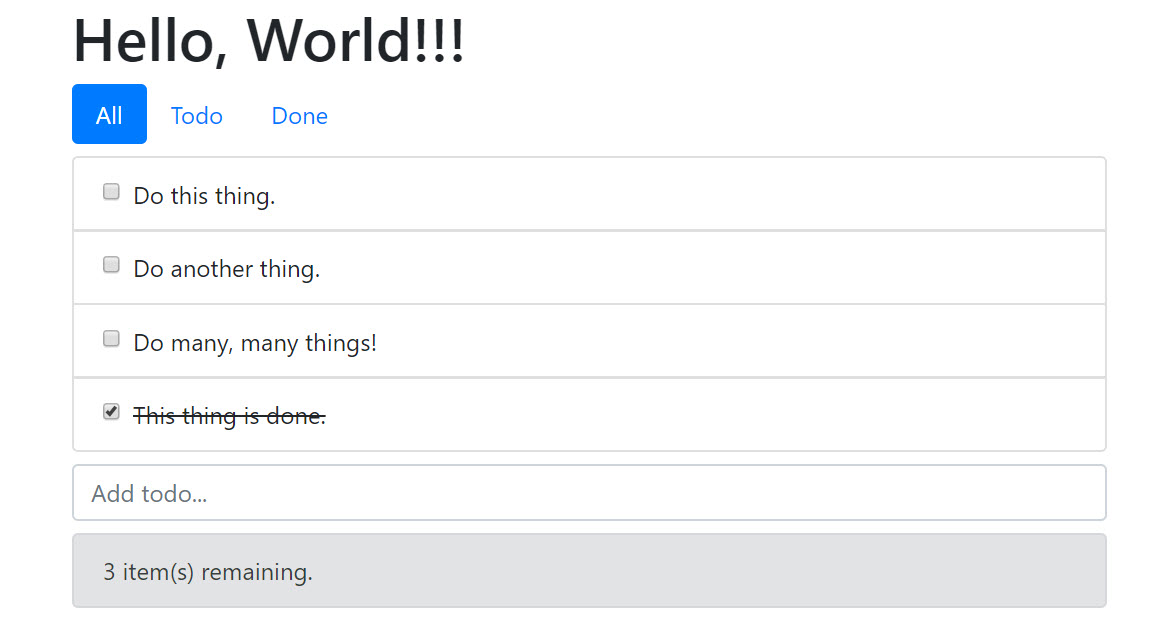 Hello, World!!!
All Todo Done
Do this thing.
Do another thing.
Do many, many things!
This thing is done.
Add todo...
3 item(s) remaining.